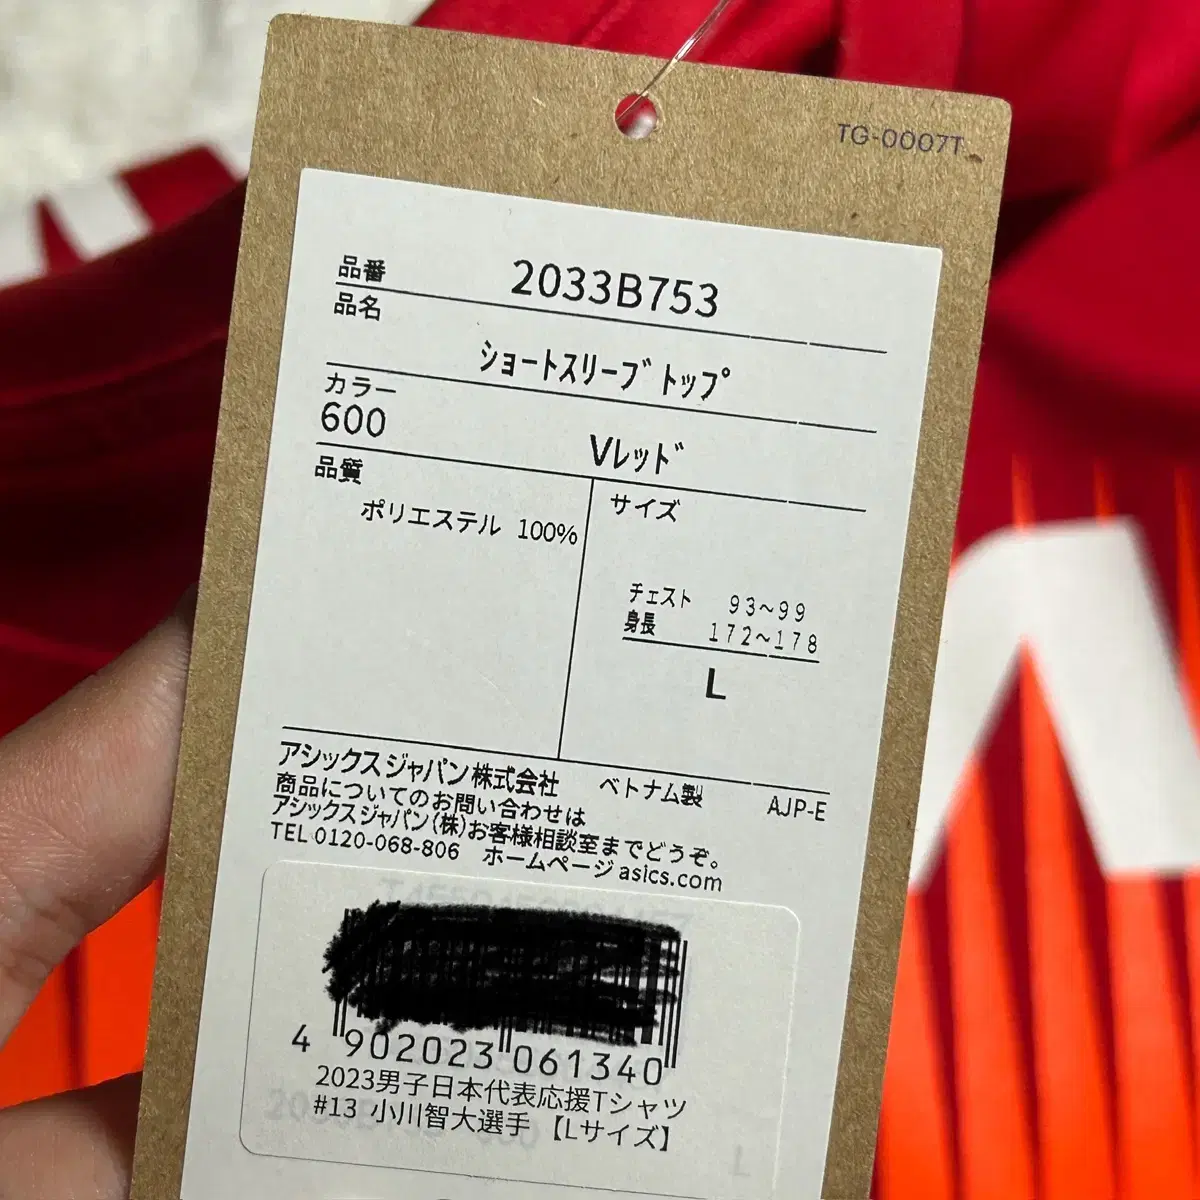 TG-0007T
品番 2033B753
品名
ショートスリーブ トップ
カラー
600 Vレッド
品質
ポリエステル 100%
サイズ
チェスト 93~99
身長 172~178
L
アシックスジャパン株式会社 ベトナム製 AJP-E
商品についてのお問い合わせは
アシックスジャパン(株)お客様相談室までどうぞ。
TEL 0120-068-806 ホームページ asics.com
4 902023 061340
2023男子日本代表応援Tシャツ
#13 小川智大選手 【Lサイズ】